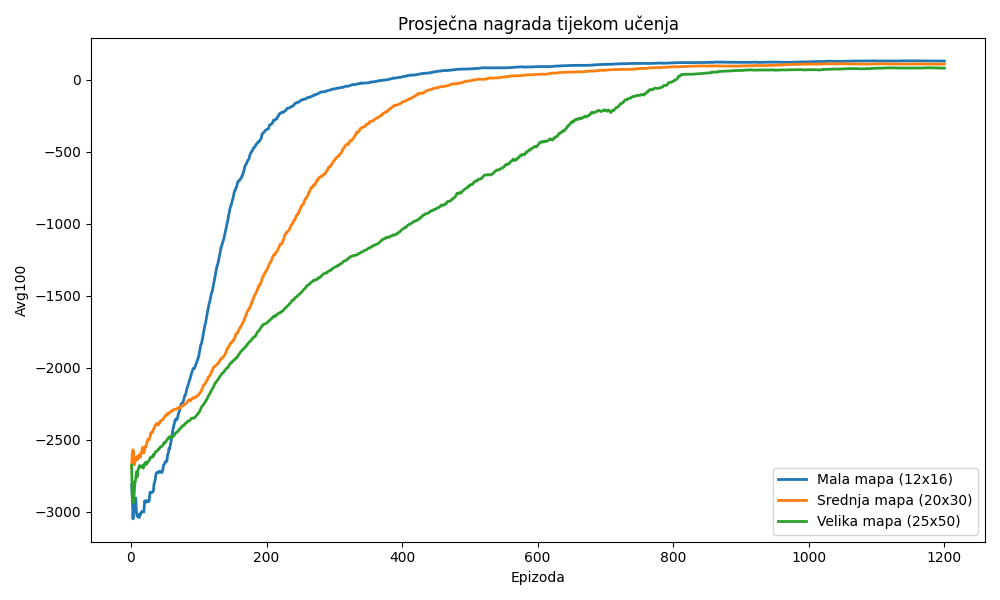 Prosječna nagrada tijekom učenja
Avg100
0
−500
−1000
−1500
−2000
−2500
−3000
0 200 400 600 800 1000 1200
Epizoda
Mala mapa (12x16)
Srednja mapa (20x30)
Velika mapa (25x50)